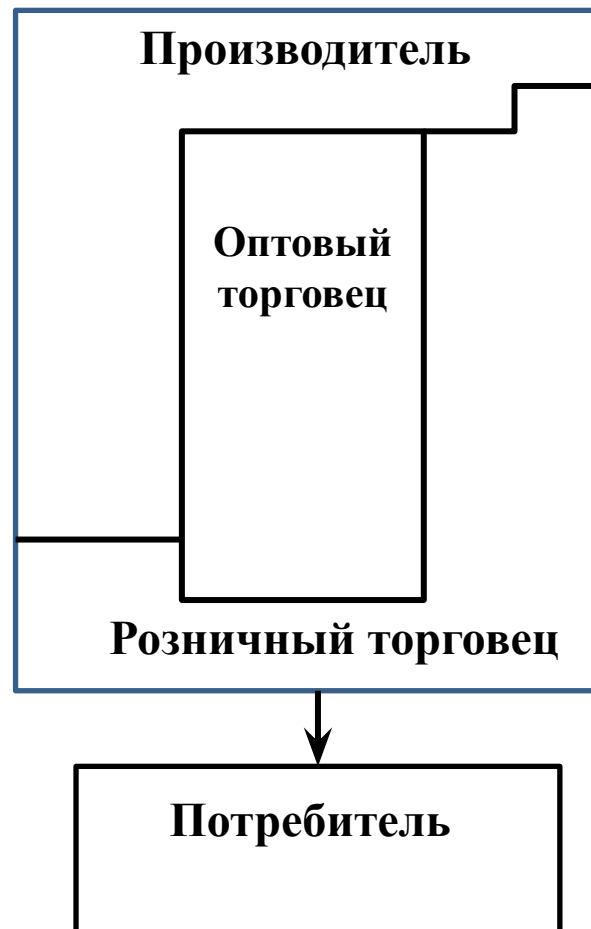 Производитель
Оптовый
торговец
Розничный торговец
Потребитель